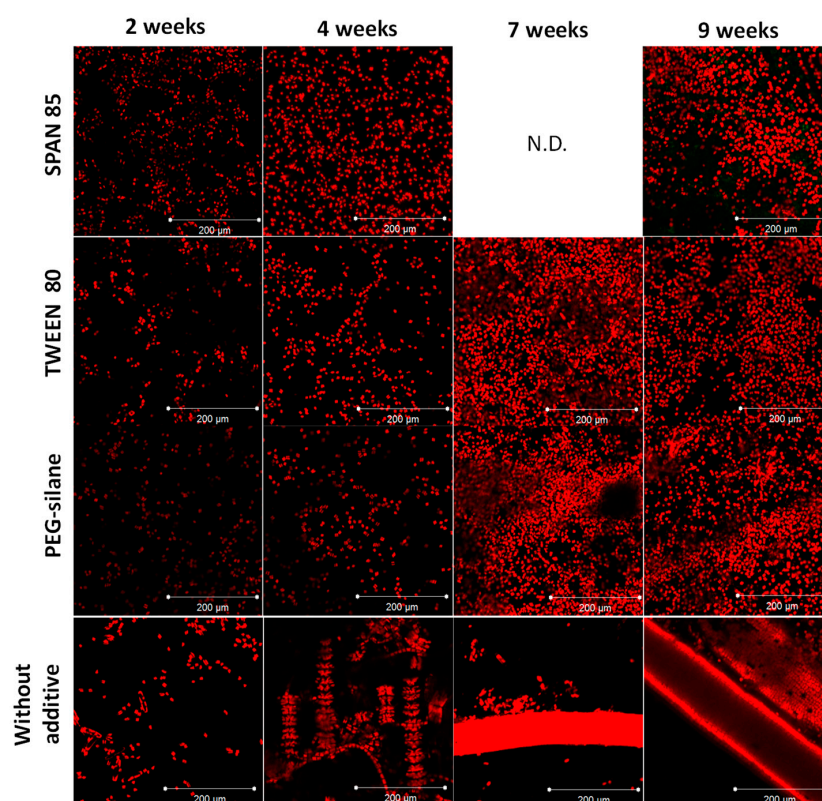 2 weeks 4 weeks 7 weeks 9 weeks
SPAN 85
N.D.
200 μm 200 μm 200 μm
TWEEN 80
200 μm 200 μm 200 μm 200 μm
PEG-silane
200 μm 200 μm 200 μm 200 μm
Without
additive
200 μm 200 μm 200 μm 200 μm